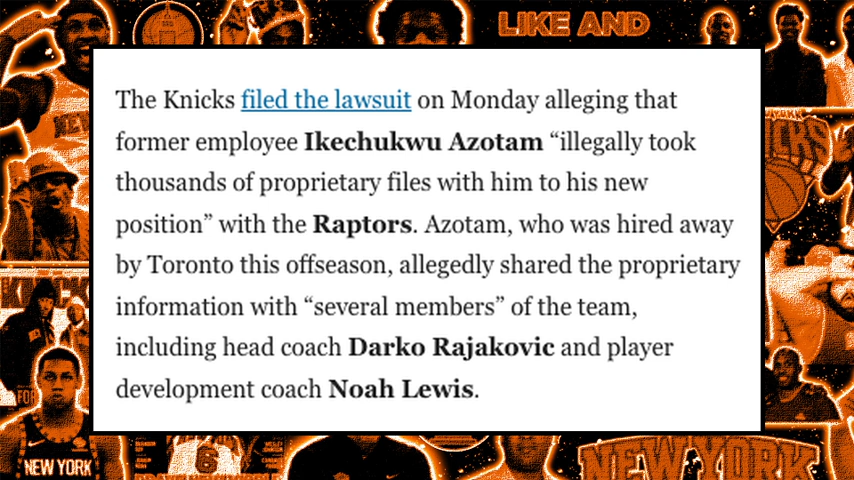 LIKE AND
The Knicks filed the lawsuit on Monday alleging that
former employee Ikechukwu Azotam “illegally took
thousands of proprietary files with him to his new
position” with the Raptors. Azotam, who was hired away
by Toronto this offseason, allegedly shared the proprietary
information with “several members” of the team,
including head coach Darko Rajakovic and player
development coach Noah Lewis.
NEW YORK
NEW YORK